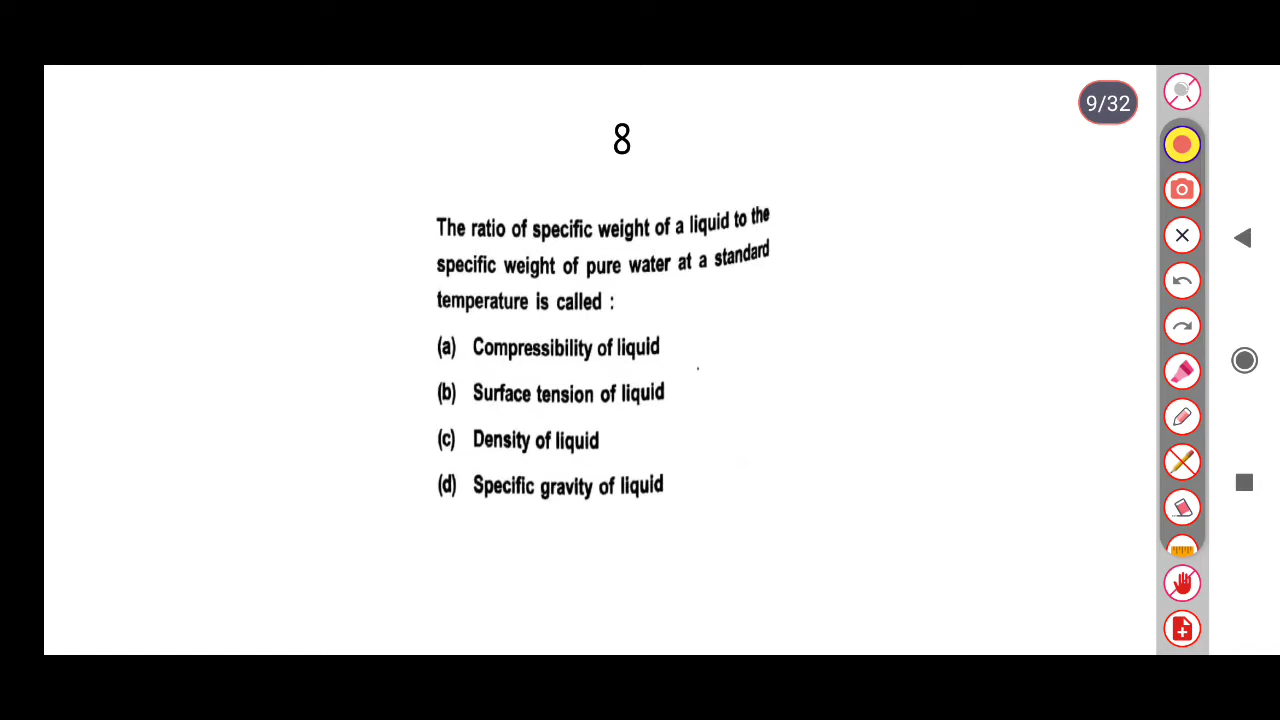 9/32
8
The ratio of specific weight of a liquid to the
specific weight of pure water at a standard
temperature is called :
(a) Compressibility of liquid
(b) Surface tension of liquid
(c) Density of liquid
(d) Specific gravity of liquid